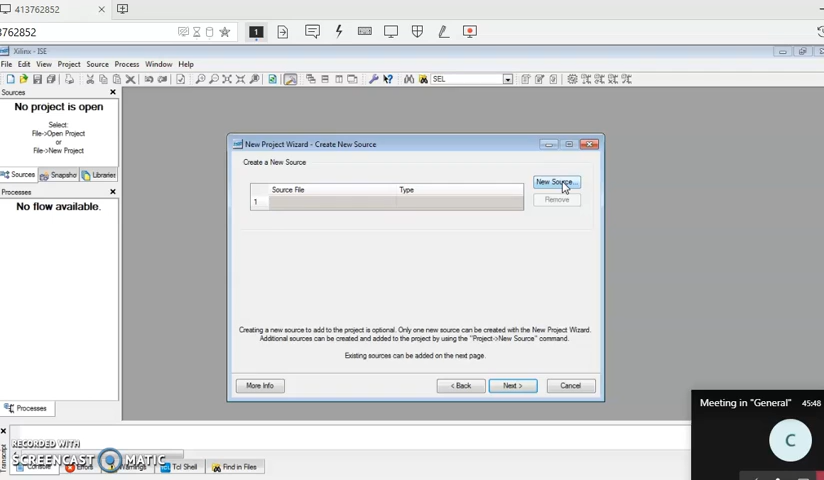 413762852
3762852
1
Xilinx - ISE
File Edit View Project Source Process Window Help
SEL
Sources
No project is open
Select:
File->Open Project
or
File->New Project
Sources Snapsho Libraries
Processes
No flow available.
Processes
New Project Wizard - Create New Source
Create a New Source
Source File Type
1
New Source...
Remove
Creating a new source to add to the project is optional. Only one new source can be created with the New Project Wizard.
Additional sources can be created and added to the project by using the "Project->New Source" command.
Existing sources can be added on the next page.
More Info < Back Next > Cancel
Meeting in "General" 45:48
C
Transcript
RECORDED WITH
SCREENCAST MATIC
Console Errors Warnings Tcl Shell Find in Files